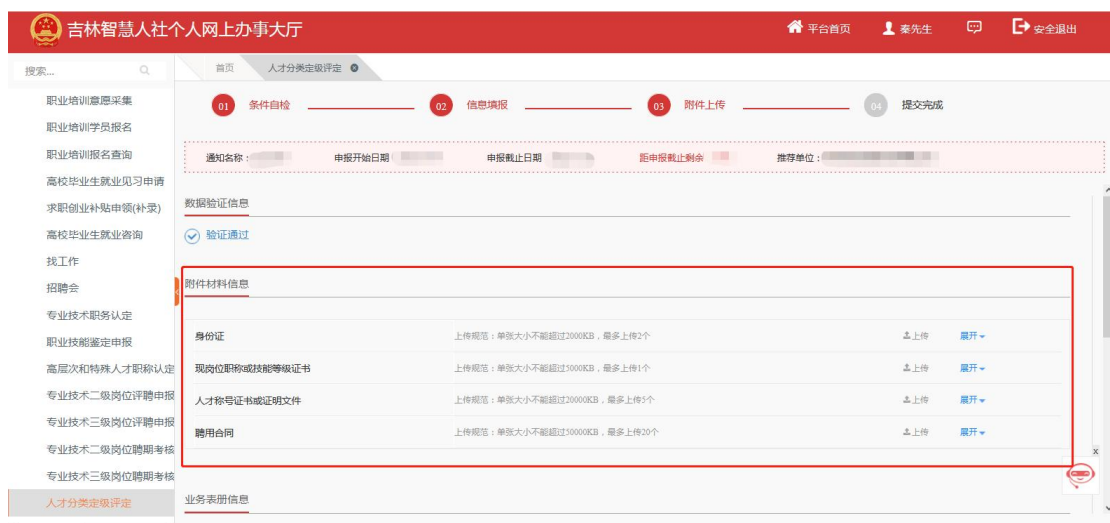 吉林智慧人社个人网上办事大厅
平台首页 秦先生 安全退出
搜索...
首页 人才分类定级评定
职业培训意愿采集
职业培训学员报名
职业培训报名查询
高校毕业生就业见习申请
求职创业补贴申领(补录)
高校毕业生就业咨询
找工作
招聘会
专业技术职务认定
职业技能鉴定申报
高层次和特殊人才职称认定
专业技术二级岗位评聘申报
专业技术三级岗位评聘申报
专业技术二级岗位聘期考核
专业技术三级岗位聘期考核
人才分类定级评定
01 条件自检 02 信息填报 03 附件上传 04 提交完成
通知名称： 申报开始日期 申报截止日期 距申报截止剩余 推荐单位：
数据验证信息
验证通过
附件材料信息
身份证 上传规范：单张大小不能超过2000KB，最多上传2个 上传 展开
现岗位职称或技能等级证书 上传规范：单张大小不能超过5000KB，最多上传1个 上传 展开
人才称号证书或证明文件 上传规范：单张大小不能超过20000KB，最多上传5个 上传 展开
聘用合同 上传规范：单张大小不能超过50000KB，最多上传20个 上传 展开
x
业务表册信息